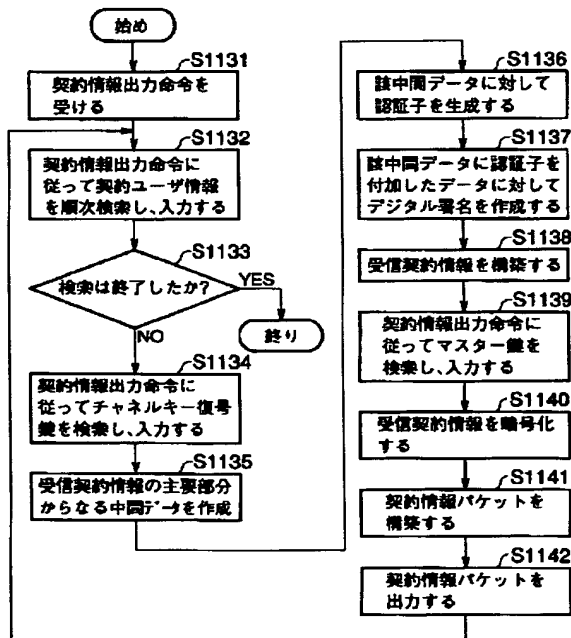 始め
S1131
契約情報出力命令を
受ける
S1132
契約情報出力命令に
従って契約ユーザ情報
を順次検索し、入力する
S1133
検索は終了したか?
YES
終り
NO
S1134
契約情報出力命令に
従ってチャネルキー復号
鍵を検索し、入力する
S1135
受信契約情報の主要部分
からなる中間データを作成
S1136
該中間データに対して
認証子を生成する
S1137
該中間データに認証子を
付加したデータに対して
デジタル署名を作成する
S1138
受信契約情報を構築する
S1139
契約情報出力命令に
従ってマスター鍵を
検索し、入力する
S1140
受信契約情報を暗号化
する
S1141
契約情報パケットを
構築する
S1142
契約情報パケットを
出力する